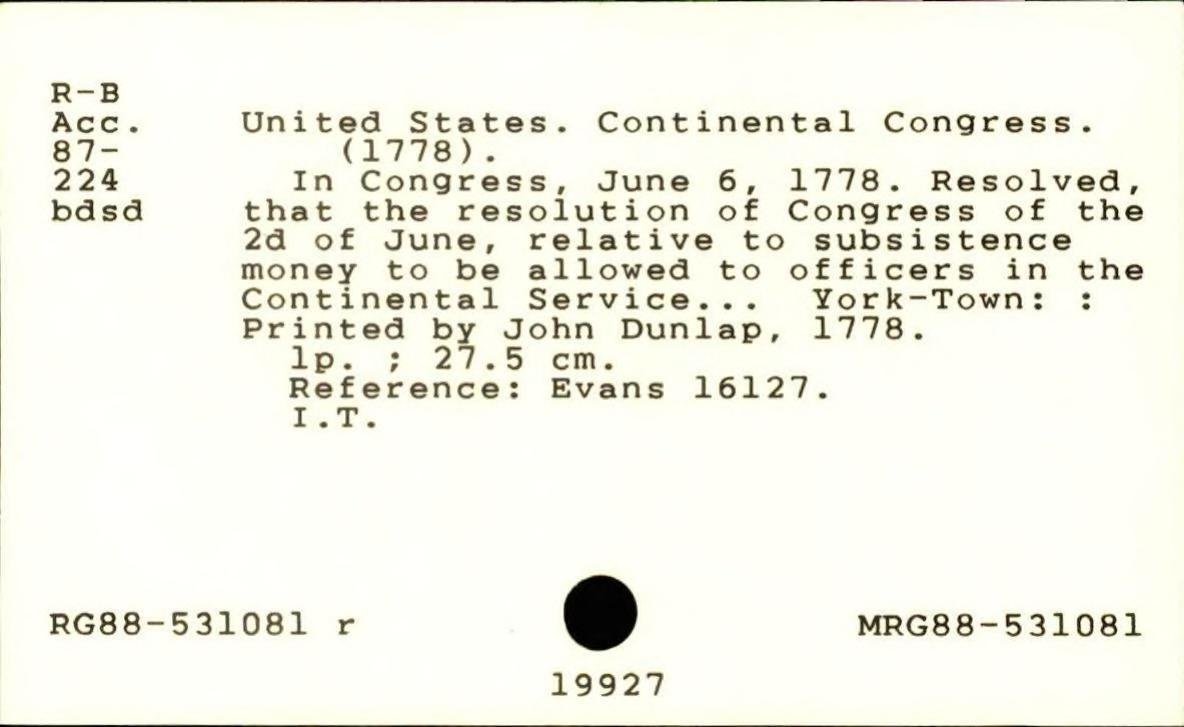 R-B
Acc. United States. Continental Congress.
87- (1778).
224 In Congress, June 6, 1778. Resolved,
bdsd that the resolution of Congress of the
2d of June, relative to subsistence
money to be allowed to officers in the
Continental Service... York-Town: :
Printed by John Dunlap, 1778.
1p. ; 27.5 cm.
Reference: Evans 16127.
I.T.
RG88-531081 r MRG88-531081
19927